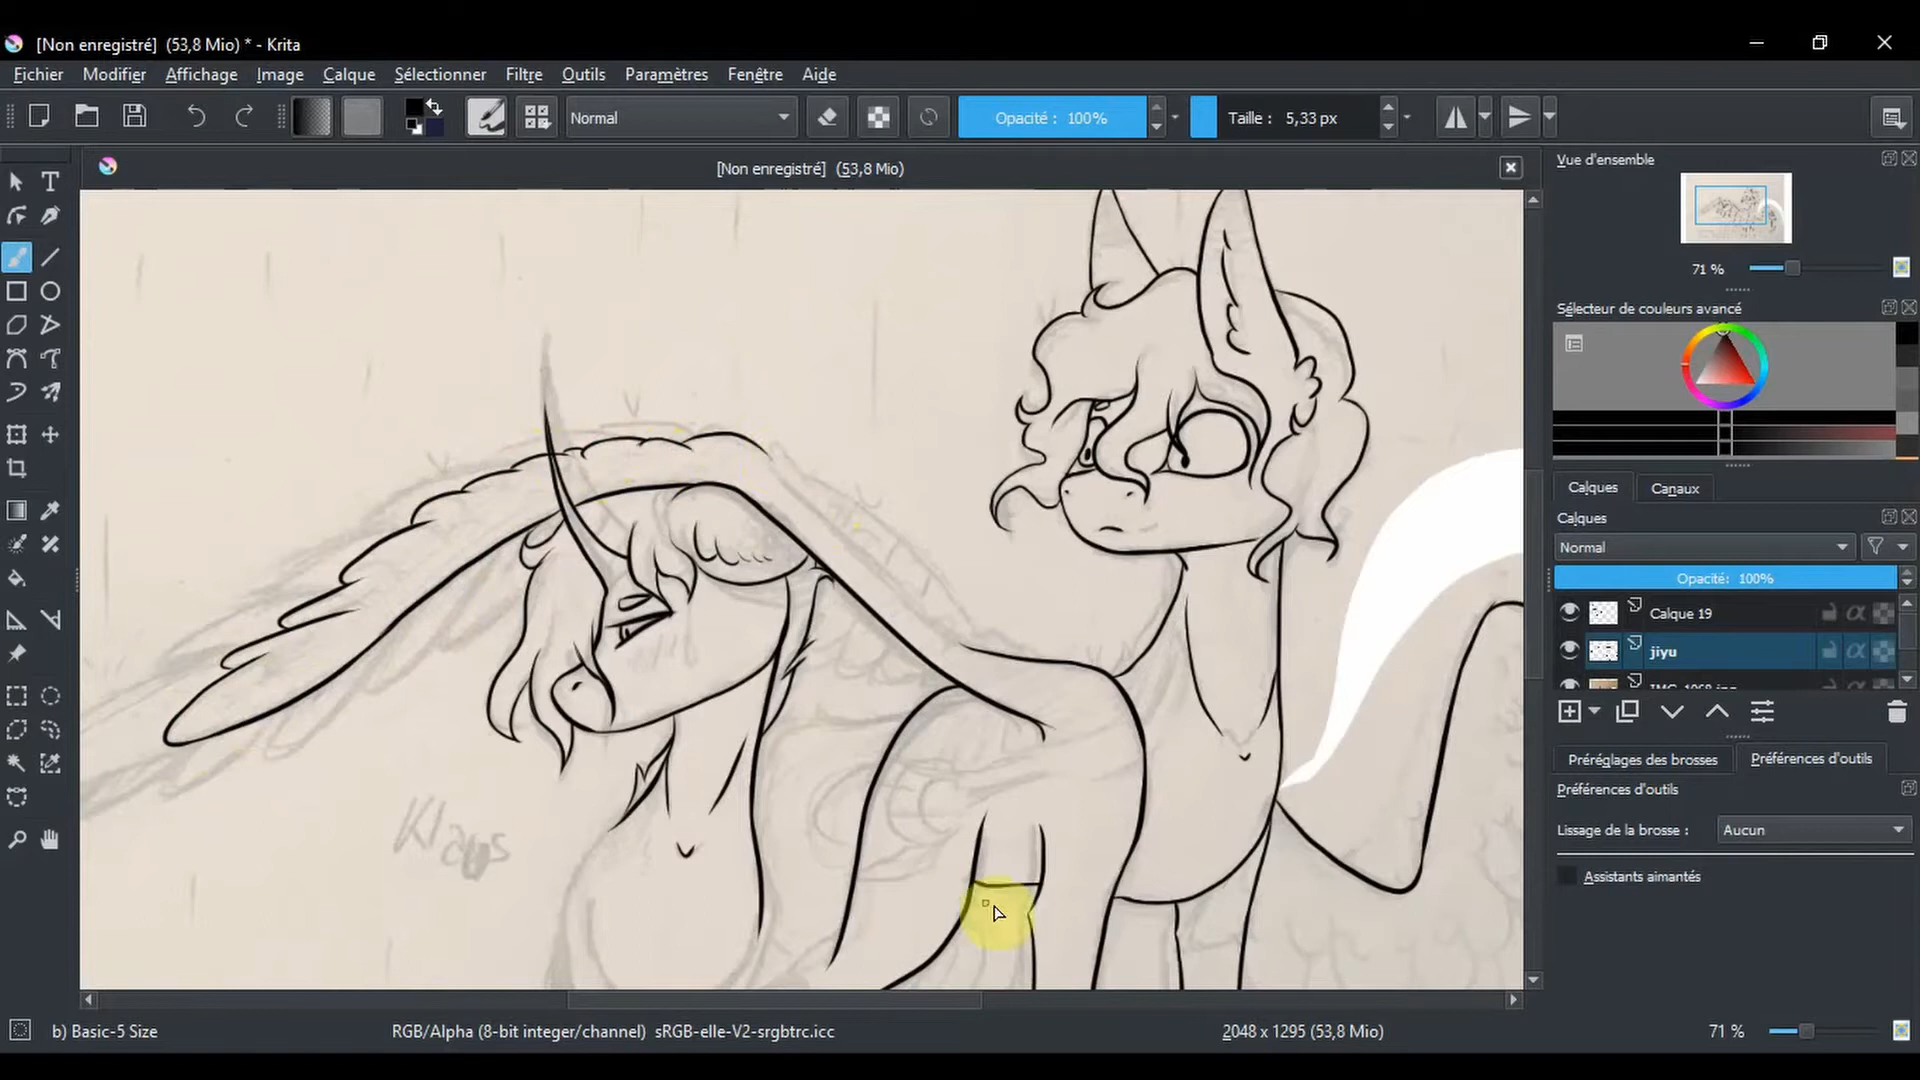 [Non enregistré] (53,8 Mio) * - Krita
Fichier Modifier Affichage Image Calque Sélectionner Filtre Outils Paramètres Fenêtre Aide
Normal Opacité : 100% Taille : 5,33 px
[Non enregistré] (53,8 Mio)
Vue d'ensemble
71 %
Sélecteur de couleurs avancé
Calques Canaux
Calques
Normal
Opacité: 100%
Calque 19
jiyu
IMG_1068.jpg
Préréglages des brosses Préférences d'outils
Préférences d'outils
Lissage de la brosse : Aucun
Assistants aimantés
Klaus
b) Basic-5 Size RGB/Alpha (8-bit integer/channel) sRGB-elle-V2-srgbtrc.icc 2048 x 1295 (53,8 Mio) 71 %